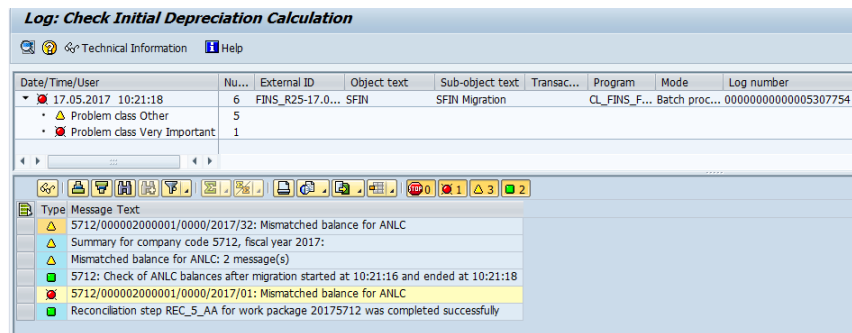 Log: Check Initial Depreciation Calculation
Technical Information Help
Date/Time/User Nu... External ID Object text Sub-object text Transac... Program Mode Log number
17.05.2017 10:21:18 6 FINS_R25-17.0... SFIN SFIN Migration CL_FINS_F... Batch proc... 00000000000005307754
Problem class Other 5
Problem class Very Important 1
0 1 3 2
Type Message Text
5712/000002000001/0000/2017/32: Mismatched balance for ANLC
Summary for company code 5712, fiscal year 2017:
Mismatched balance for ANLC: 2 message(s)
5712: Check of ANLC balances after migration started at 10:21:16 and ended at 10:21:18
5712/000002000001/0000/2017/01: Mismatched balance for ANLC
Reconciliation step REC_5_AA for work package 20175712 was completed successfully